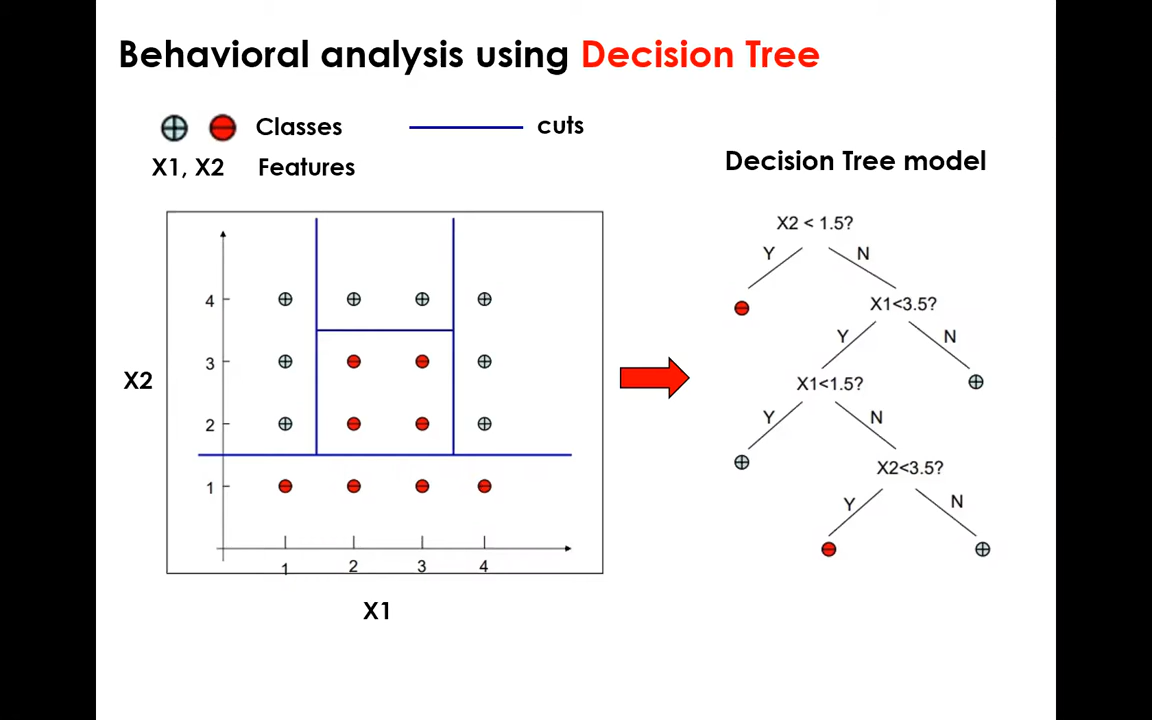 Behavioral analysis using Decision Tree
Classes
cuts
X1, X2 Features
Decision Tree model
X2 < 1.5?
Y N
X1<3.5?
Y N
X1<1.5?
Y N
X2<3.5?
Y N
4
3
X2
2
1
1 2 3 4
X1